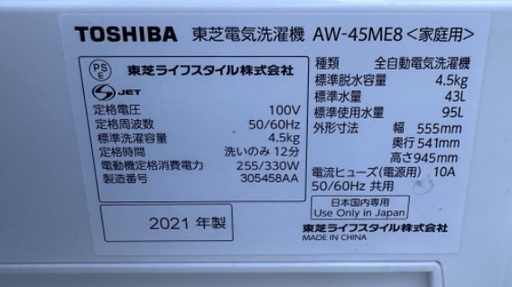 TOSHIBA 東芝電気洗濯機 AW-45ME8<家庭用>
PSE
東芝ライフスタイル株式会社
S JET
定格電圧 100V
定格周波数 50/60Hz
標準洗濯容量 4.5kg
定格時間 洗いのみ 12分
電動機定格消費電力 255/330W
製造番号 305458AA
2021 年製
種類 全自動電気洗濯機
標準脱水容量 4.5kg
標準水量 43L
標準使用水量 95L
外形寸法 幅 555mm
奥行 541mm
高さ 945mm
電流ヒューズ(電源用) 10A
50/60Hz 共用
日本国内専用
Use Only in Japan
東芝ライフスタイル株式会社
MADE IN CHINA